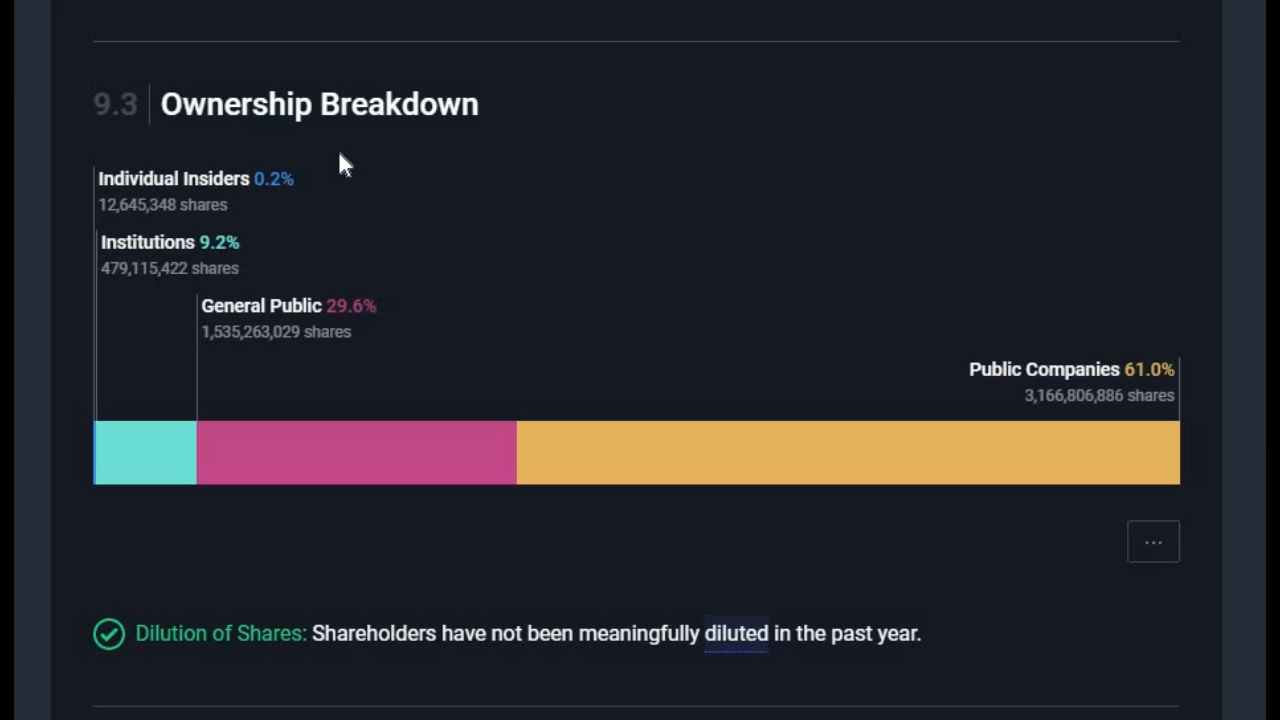 9.3 Ownership Breakdown
Individual Insiders 0.2%
12,645,348 shares
Institutions 9.2%
479,115,422 shares
General Public 29.6%
1,535,263,029 shares
Public Companies 61.0%
3,166,806,886 shares
...
Dilution of Shares: Shareholders have not been meaningfully diluted in the past year.